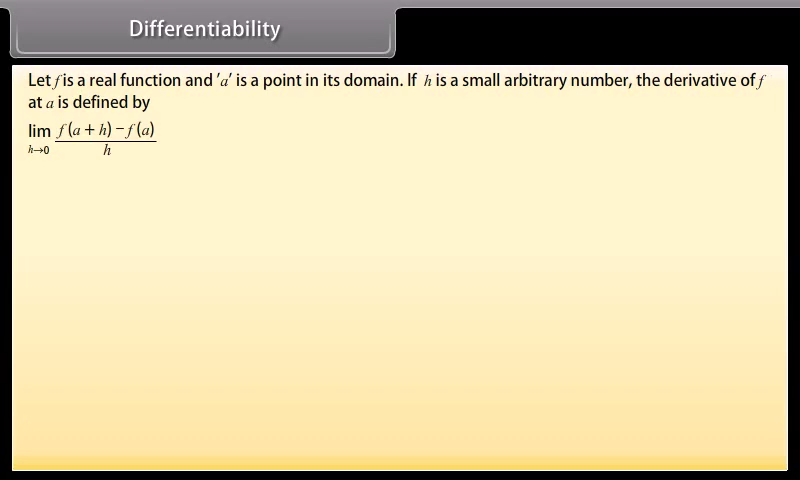 Differentiability
Let f is a real function and 'a' is a point in its domain. If h is a small arbitrary number, the derivative of f
at a is defined by
lim f(a + h) − f(a)
h→0 h